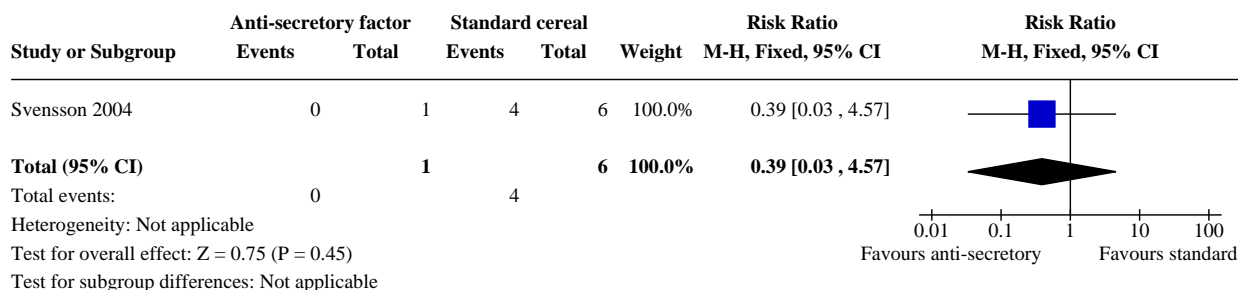 Anti-secretory factor Standard cereal Risk Ratio Risk Ratio
Study or Subgroup Events Total Events Total Weight M-H, Fixed, 95% CI M-H, Fixed, 95% CI
Svensson 2004 0 1 4 6 100.0% 0.39 [0.03 , 4.57]
Total (95% CI) 1 6 100.0% 0.39 [0.03 , 4.57]
Total events: 0 4
Heterogeneity: Not applicable
0.01 0.1 1 10 100
Test for overall effect: Z = 0.75 (P = 0.45) Favours anti-secretory Favours standard
Test for subgroup differences: Not applicable